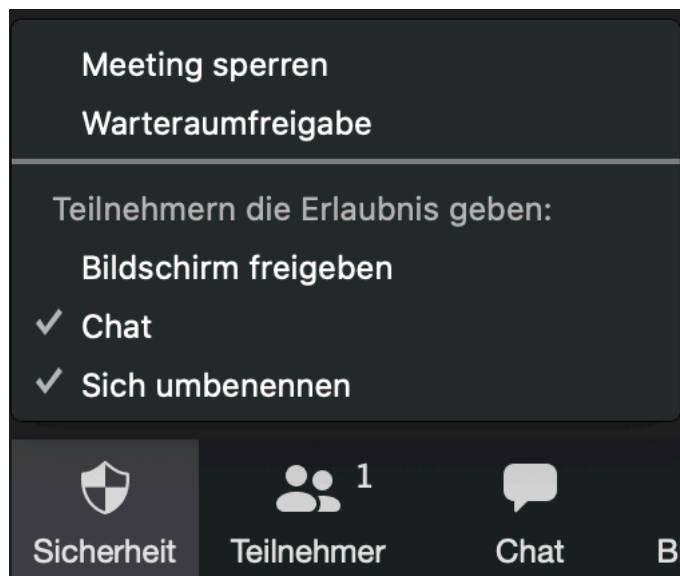 Meeting sperren
Warteraumfreigabe
Teilnehmern die Erlaubnis geben:
Bildschirm freigeben
Chat
Sich umbenennen
1
Sicherheit Teilnehmer Chat B